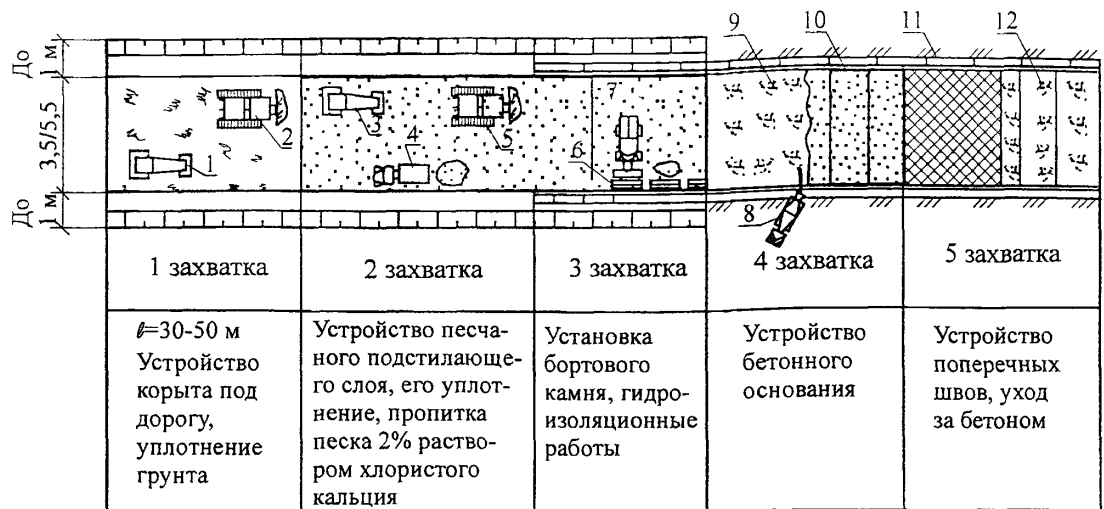 9 10 11 12
До
1 м
3,5/5,5
До
1 м
1 2 3 4 5 6 7 8
1 захватка
2 захватка
3 захватка
4 захватка
5 захватка
ℓ=30-50 м
Устройство
корыта под
дорогу,
уплотнение
грунта
Устройство песча-
ного подстилающе-
го слоя, его уплот-
нение, пропитка
песка 2% раство-
ром хлористого
кальция
Установка
бортового
камня, гидро-
изоляционные
работы
Устройство
бетонного
основания
Устройство
поперечных
швов, уход
за бетоном